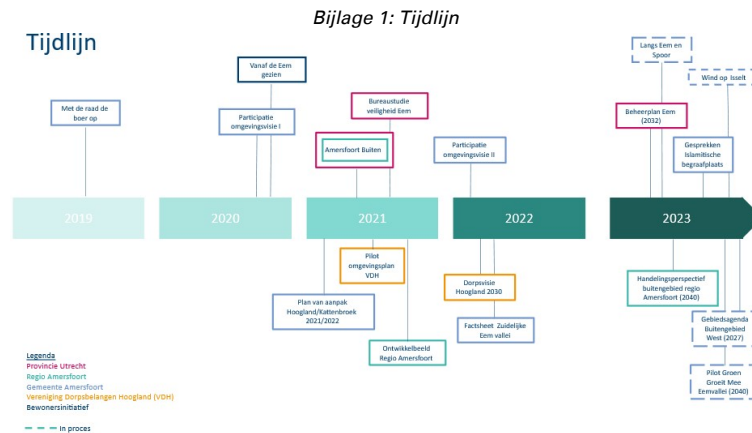 Bijlage 1: Tijdlijn
Tijdlijn
Met de raad de
boer op
Vanaf de Eem
gezien
Participatie
omgevingsvisie I
Bureaustudie
veiligheid Eem
Amersfoort Buiten
Participatie
omgevingsvisie II
Langs Eem en
Spoor
Wind op Isselt
Beheerplan Eem
(2032)
Gesprekken
Islamitische
begraafplaats
2019
2020
2021
2022
2023
Plan van aanpak
Hoogland/Kattenbroek
2021/2022
Pilot
omgevingsplan
VDH
Ontwikkelbeeld
Regio Amersfoort
Dorpsvisie
Hoogland 2030
Factsheet Zuidelijke
Eem vallei
Handelingsperspectief
buitengebied regio
Amersfoort (2040)
Gebiedsagenda
Buitengebied
West (2027)
Pilot Groen
Groeit Mee
Eemvallei (2040)
Legenda
Provincie Utrecht
Regio Amersfoort
Gemeente Amersfoort
Vereniging Dorpsbelangen Hoogland (VDH)
Bewonersinitiatief
In proces